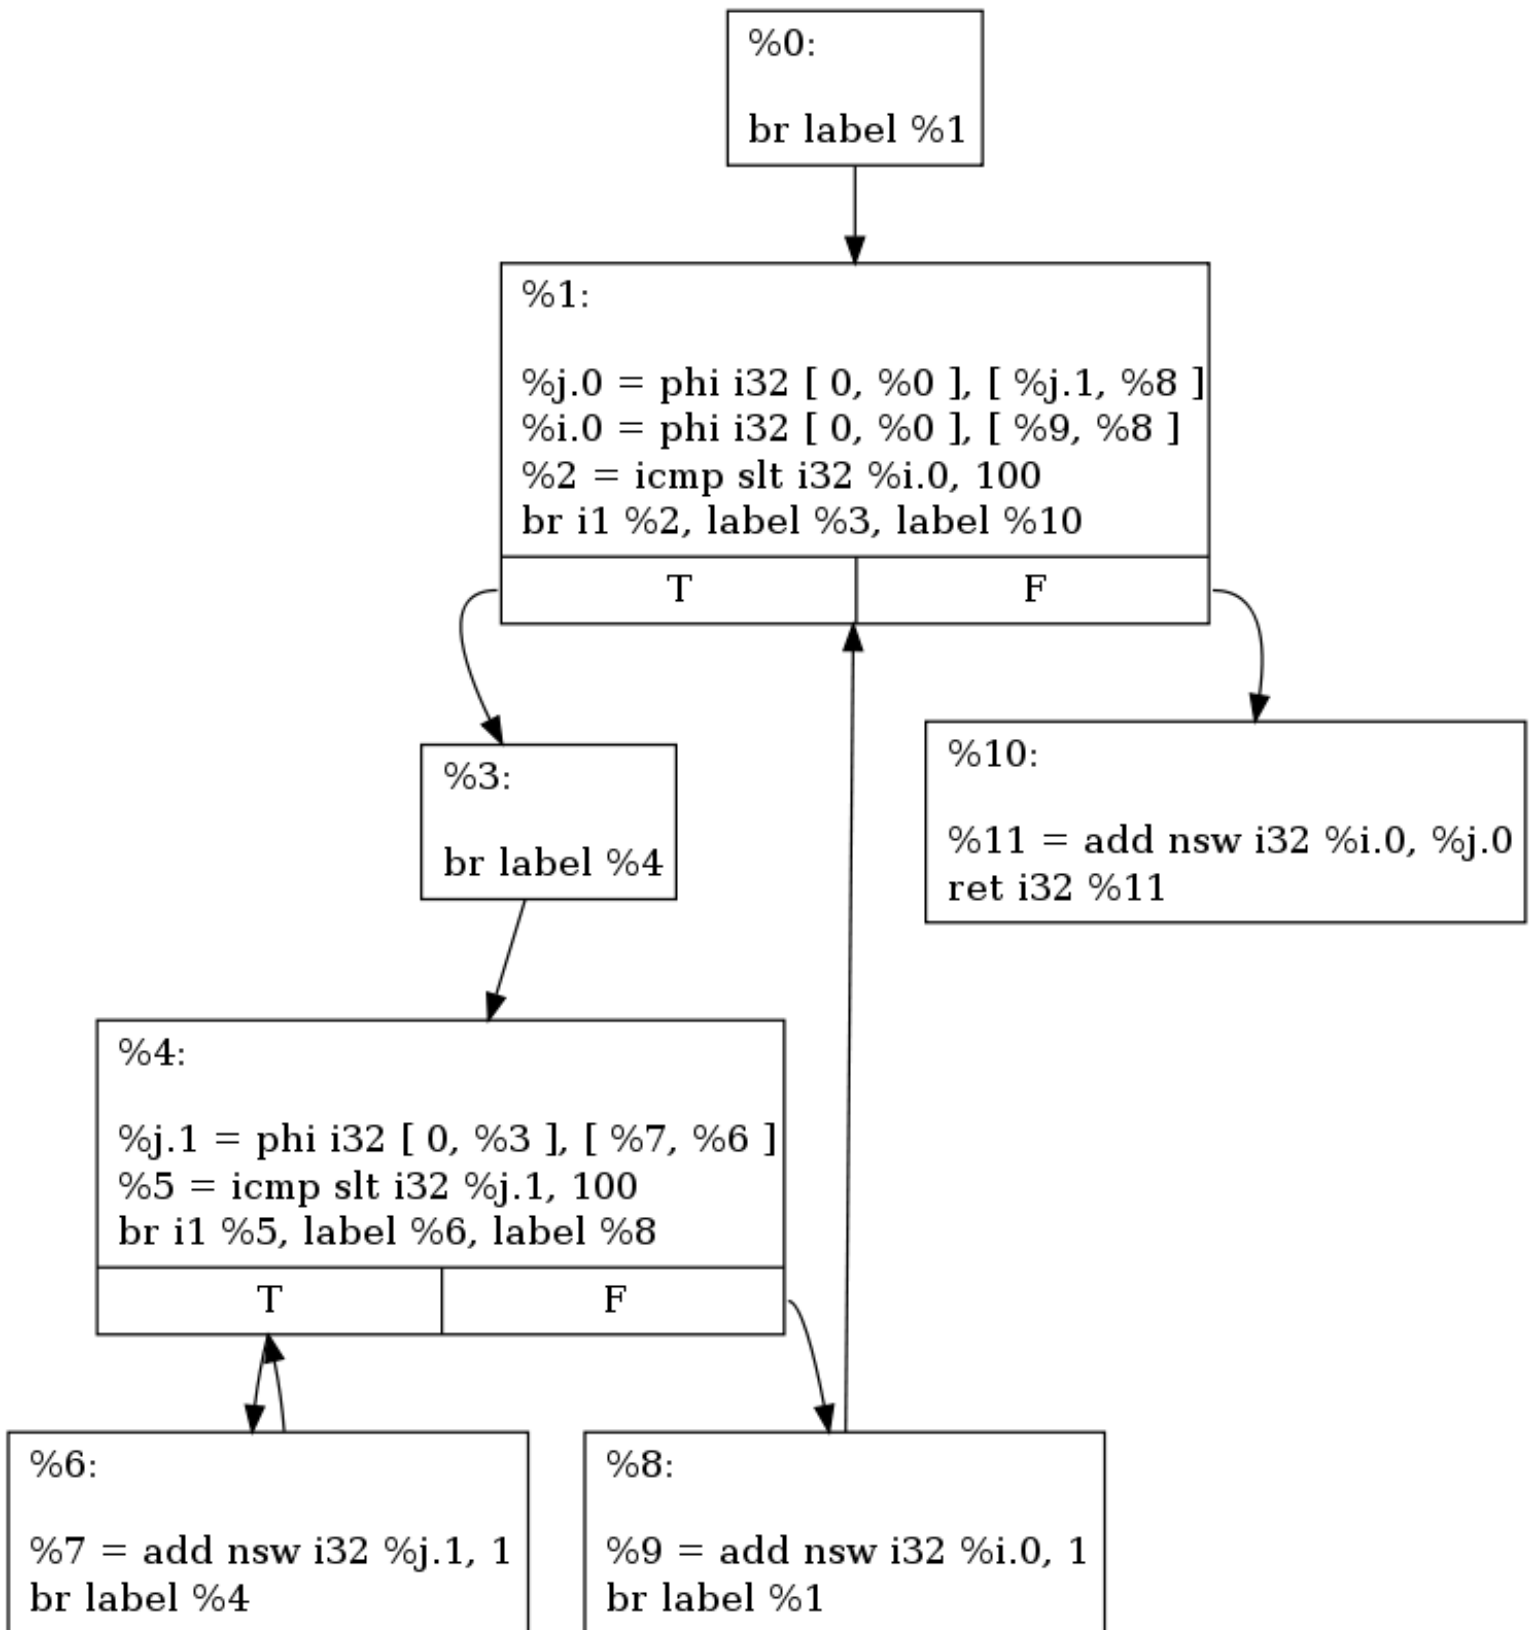 %0:
br label %1
%1:
%j.0 = phi i32 [ 0, %0 ], [ %j.1, %8 ]
%i.0 = phi i32 [ 0, %0 ], [ %9, %8 ]
%2 = icmp slt i32 %i.0, 100
br i1 %2, label %3, label %10
T F
%3:
br label %4
%10:
%11 = add nsw i32 %i.0, %j.0
ret i32 %11
%4:
%j.1 = phi i32 [ 0, %3 ], [ %7, %6 ]
%5 = icmp slt i32 %j.1, 100
br i1 %5, label %6, label %8
T F
%6:
%7 = add nsw i32 %j.1, 1
br label %4
%8:
%9 = add nsw i32 %i.0, 1
br label %1